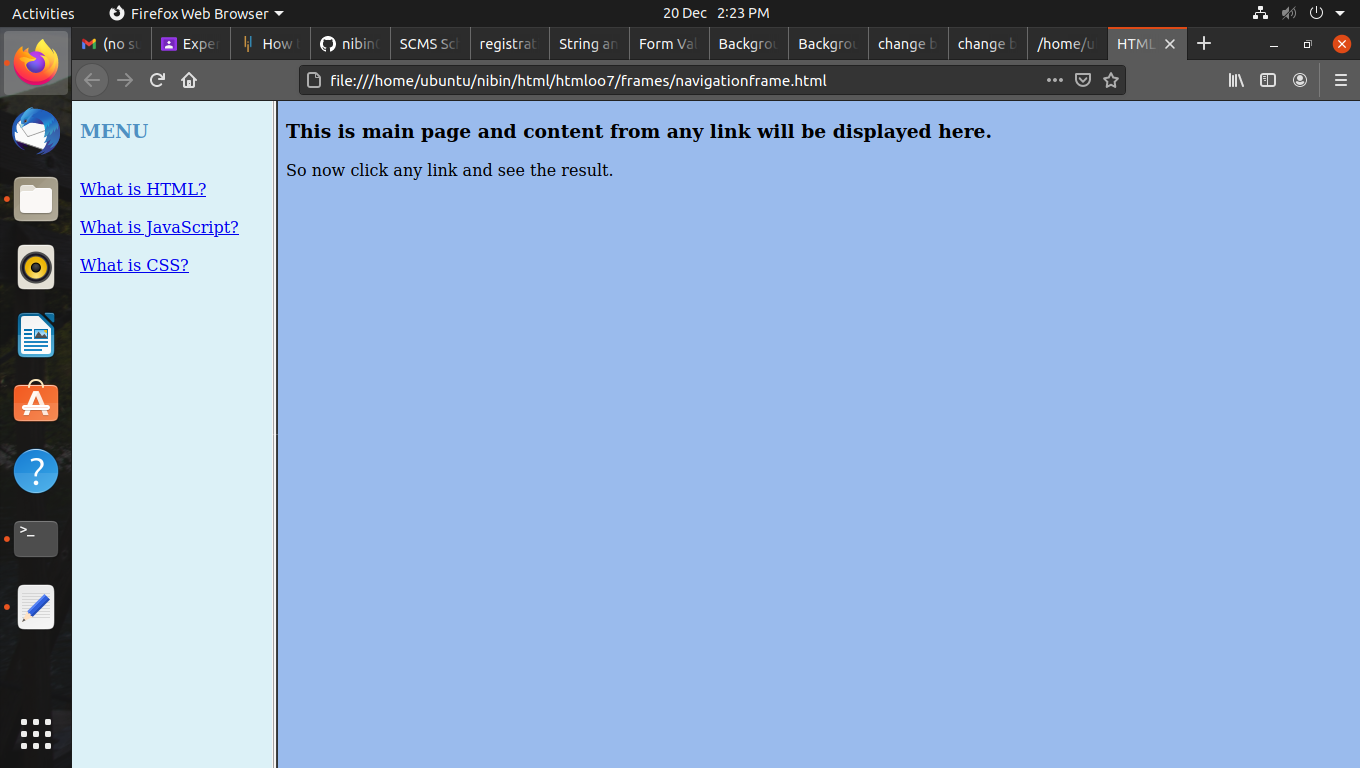 Activities Firefox Web Browser 20 Dec 2:23 PM
(no su Exper How nibin SCMS Sc registrat String an Form Val Backgrou Backgrou change b change b /home/u HTML
file:///home/ubuntu/nibin/html/htmloo7/frames/navigationframe.html
MENU
What is HTML?
What is JavaScript?
What is CSS?
This is main page and content from any link will be displayed here.
So now click any link and see the result.